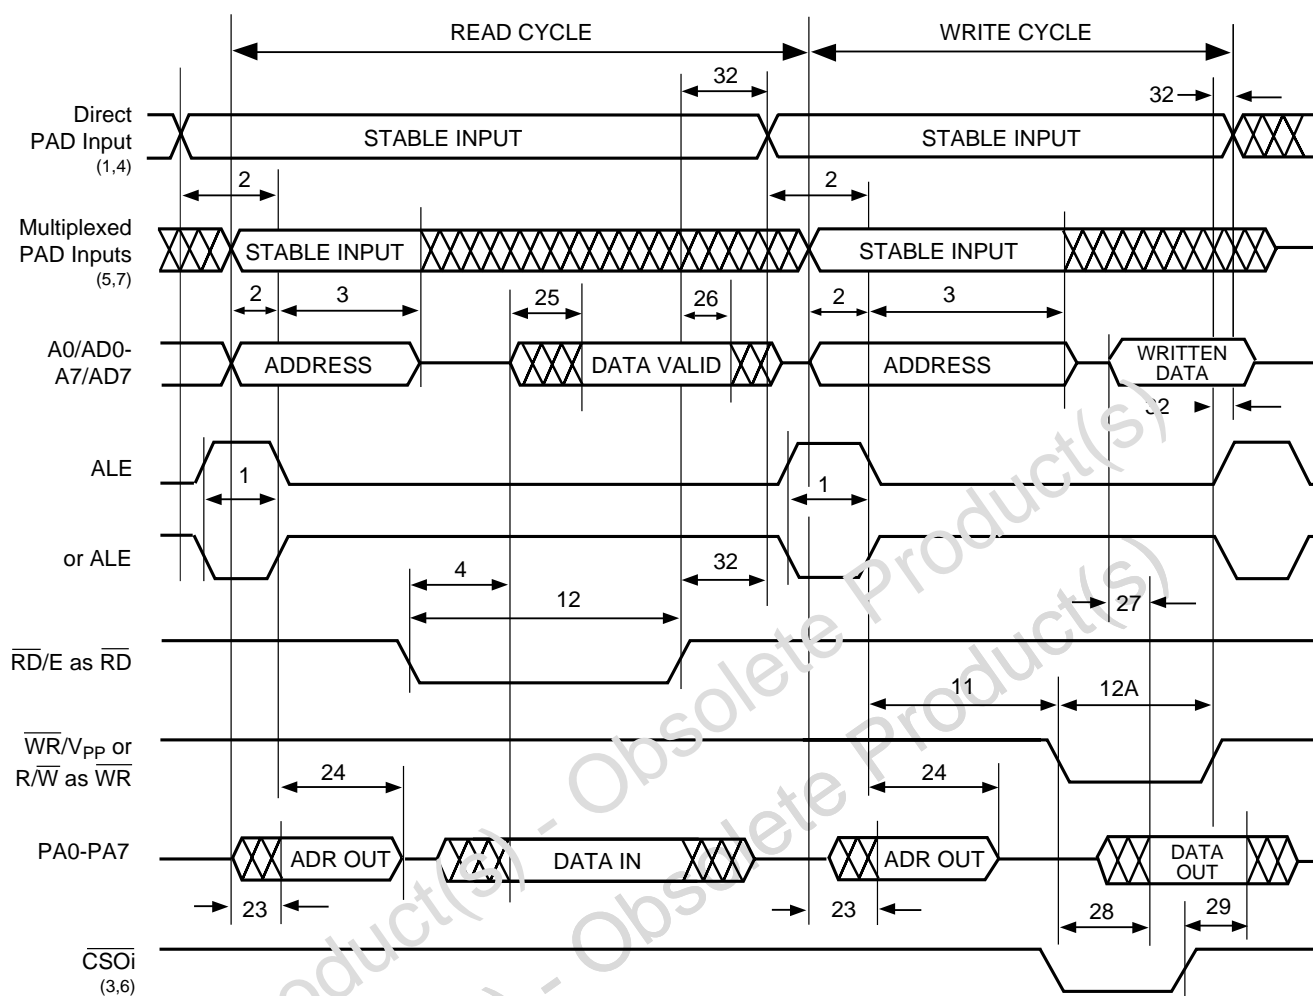 READ CYCLE WRITE CYCLE
32 32
Direct
PAD Input
(1,4)
STABLE INPUT STABLE INPUT
2 2
Multiplexed
PAD Inputs
(5,7)
STABLE INPUT STABLE INPUT
2 3 25 26 2 3
A0/AD0-
A7/AD7
ADDRESS DATA VALID ADDRESS WRITTEN
DATA
32
ALE
1 1
or ALE
4 32
12 27
RD/E as RD
11 12A
WR/VPP or
R/W as WR
24 24
PA0-PA7
ADR OUT DATA IN ADR OUT DATA
OUT
23 23 28 29
CSOi
(3,6)
Product(s) - Obsolete Product(s)
- Obsolete Product(s)